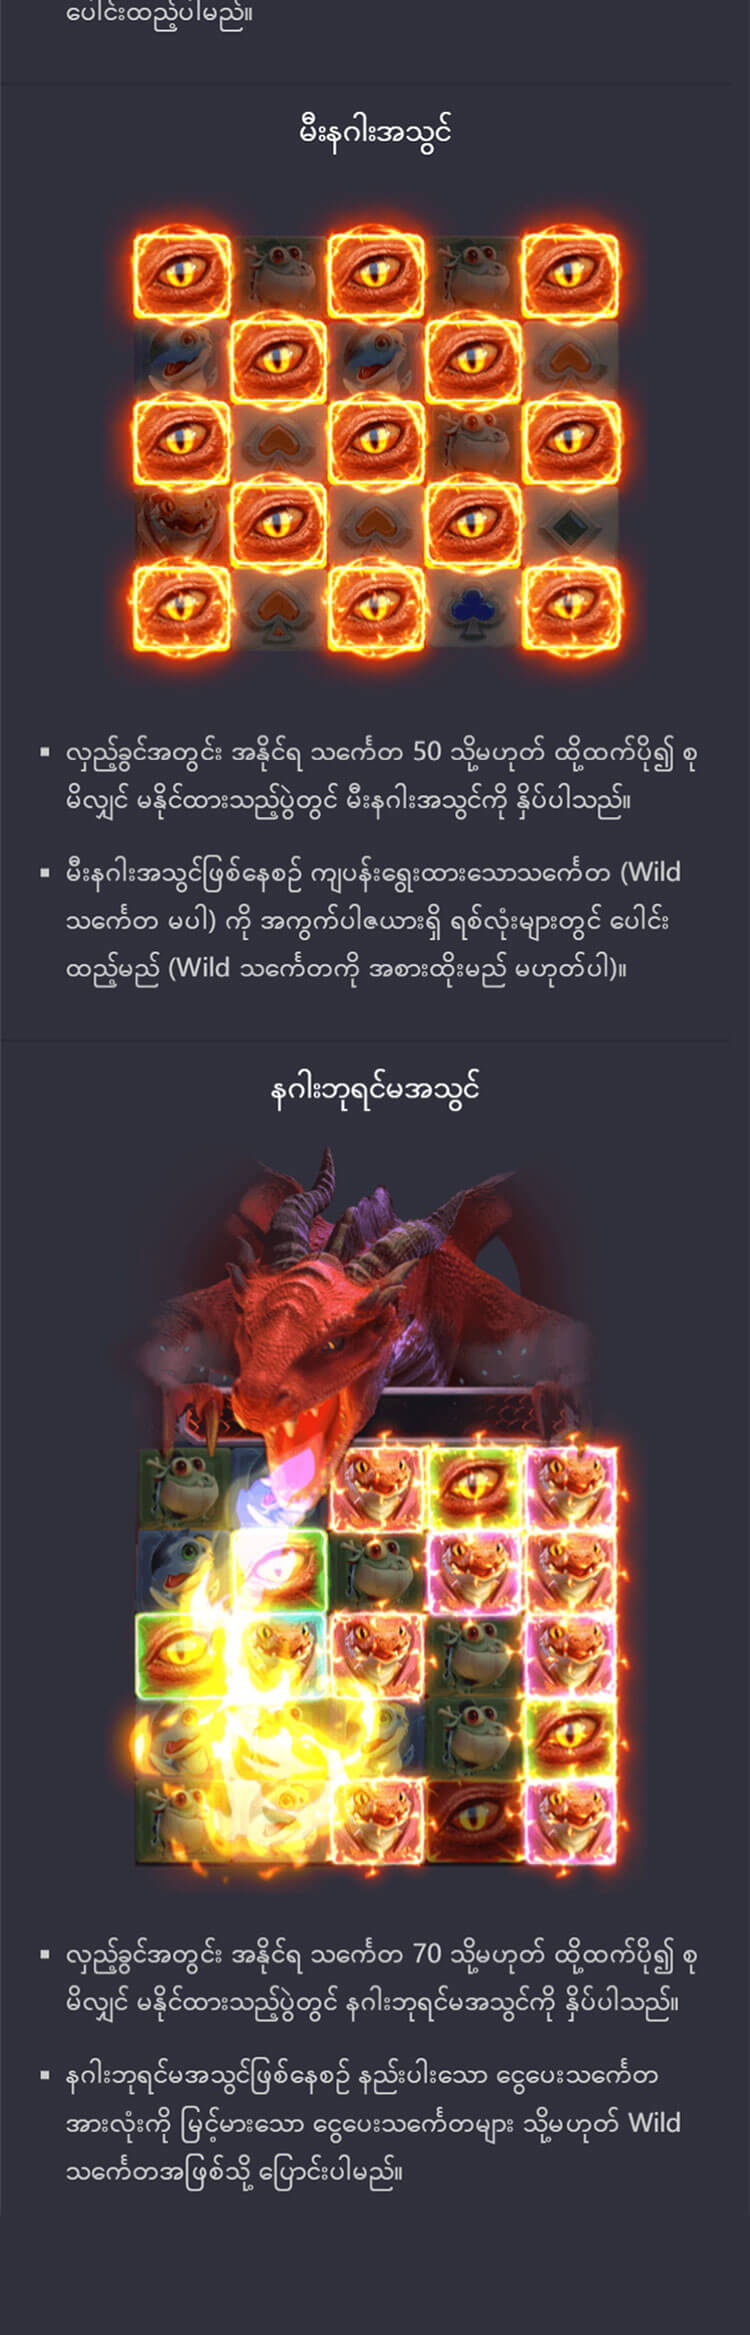 ပေါင်းထည့်ပါမည်။
မီးနဂါးအသွင်
▪ လှည့်ခွင်အတွင်း အနိုင်ရ သင်္ကေတ 50 သို့မဟုတ် ထို့ထက်ပို၍ စု
မိလျှင် မနိုင်ထားသည့်ပွဲတွင် မီးနဂါးအသွင်ကို နှိပ်ပါသည်။
▪ မီးနဂါးအသွင်ဖြစ်နေစဉ် ကျပန်းရွေးထားသောသင်္ကေတ (Wild
သင်္ကေတ မပါ) ကို အကွက်ပါဇယားရှိ ရစ်လုံးများတွင် ပေါင်း
ထည့်မည် (Wild သင်္ကေတကို အစားထိုးမည် မဟုတ်ပါ)။
နဂါးဘုရင်မအသွင်
▪ လှည့်ခွင်အတွင်း အနိုင်ရ သင်္ကေတ 70 သို့မဟုတ် ထို့ထက်ပို၍ စု
မိလျှင် မနိုင်ထားသည့်ပွဲတွင် နဂါးဘုရင်မအသွင်ကို နှိပ်ပါသည်။
▪ နဂါးဘုရင်မအသွင်ဖြစ်နေစဉ် နည်းပါးသော ငွေပေးသင်္ကေတ
အားလုံးကို မြင့်မားသော ငွေပေးသင်္ကေတများ သို့မဟုတ် Wild
သင်္ကေတအဖြစ်သို့ ပြောင်းပါမည်။